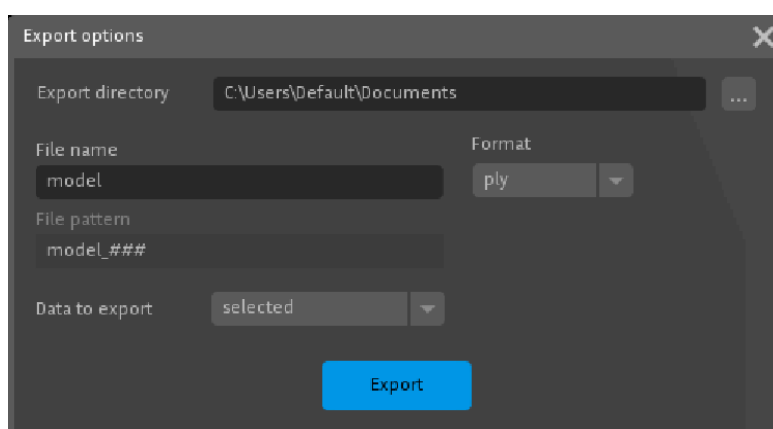 Export options
Export directory C:\Users\Default\Documents ...
File name Format
model ply
File pattern
model_###
Data to export selected
Export